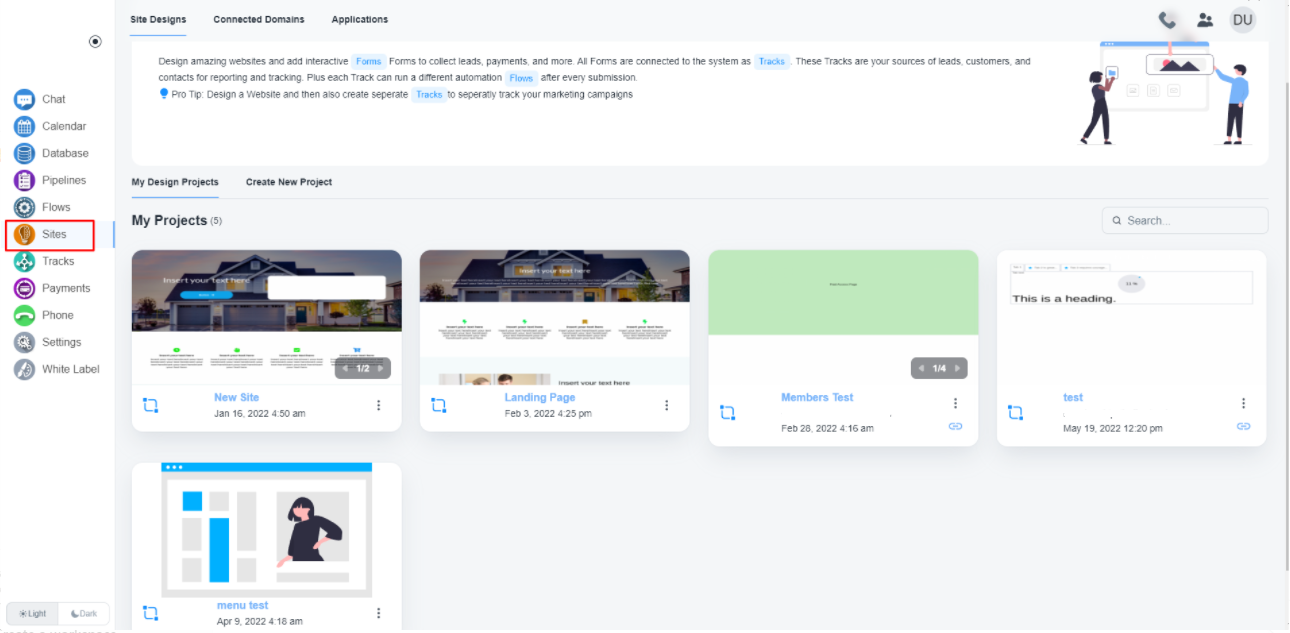 Site Designs
Connected Domains
Applications
DU
Chat
Calendar
Database
Pipelines
Flows
Sites
Tracks
Payments
Phone
Settings
White Label
Light
Dark
Design amazing websites and add interactive Forms Forms to collect leads, payments, and more. All Forms are connected to the system as Tracks . These Tracks are your sources of leads, customers, and
contacts for reporting and tracking. Plus each Track can run a different automation Flows after every submission.
Pro Tip: Design a Website and then also create seperate Tracks to seperatly track your marketing campaigns
My Design Projects
Create New Project
My Projects (5)
Search...
Insert your text here
1/2
New Site
Jan 16, 2022 4:50 am
Insert your text here
Insert your text here
Landing Page
Feb 3, 2022 4:25 pm
1/4
Members Test
Feb 28, 2022 4:16 am
11 %
This is a heading.
test
May 19, 2022 12:20 pm
menu test
Apr 9, 2022 4:18 am